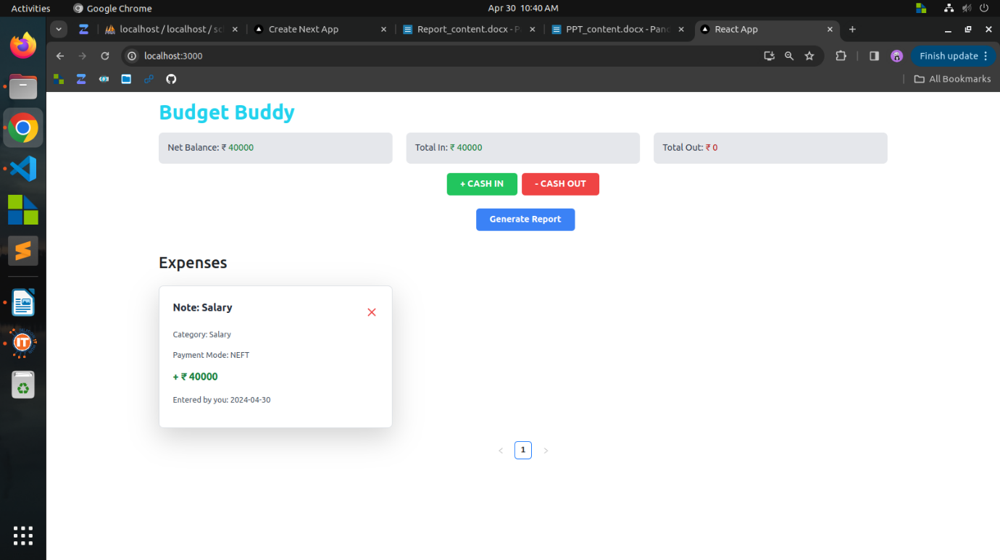 Activities
Google Chrome
Apr 30 10:40 AM
localhost / localhost / sc
Create Next App
Report_content.docx - P
PPT_content.docx - Pand
React App
localhost:3000
Finish update
All Bookmarks
Budget Buddy
Net Balance: ₹ 40000
Total In: ₹ 40000
Total Out: ₹ 0
+ CASH IN
- CASH OUT
Generate Report
Expenses
Note: Salary
Category: Salary
Payment Mode: NEFT
+ ₹ 40000
Entered by you: 2024-04-30
< 1 >
IT